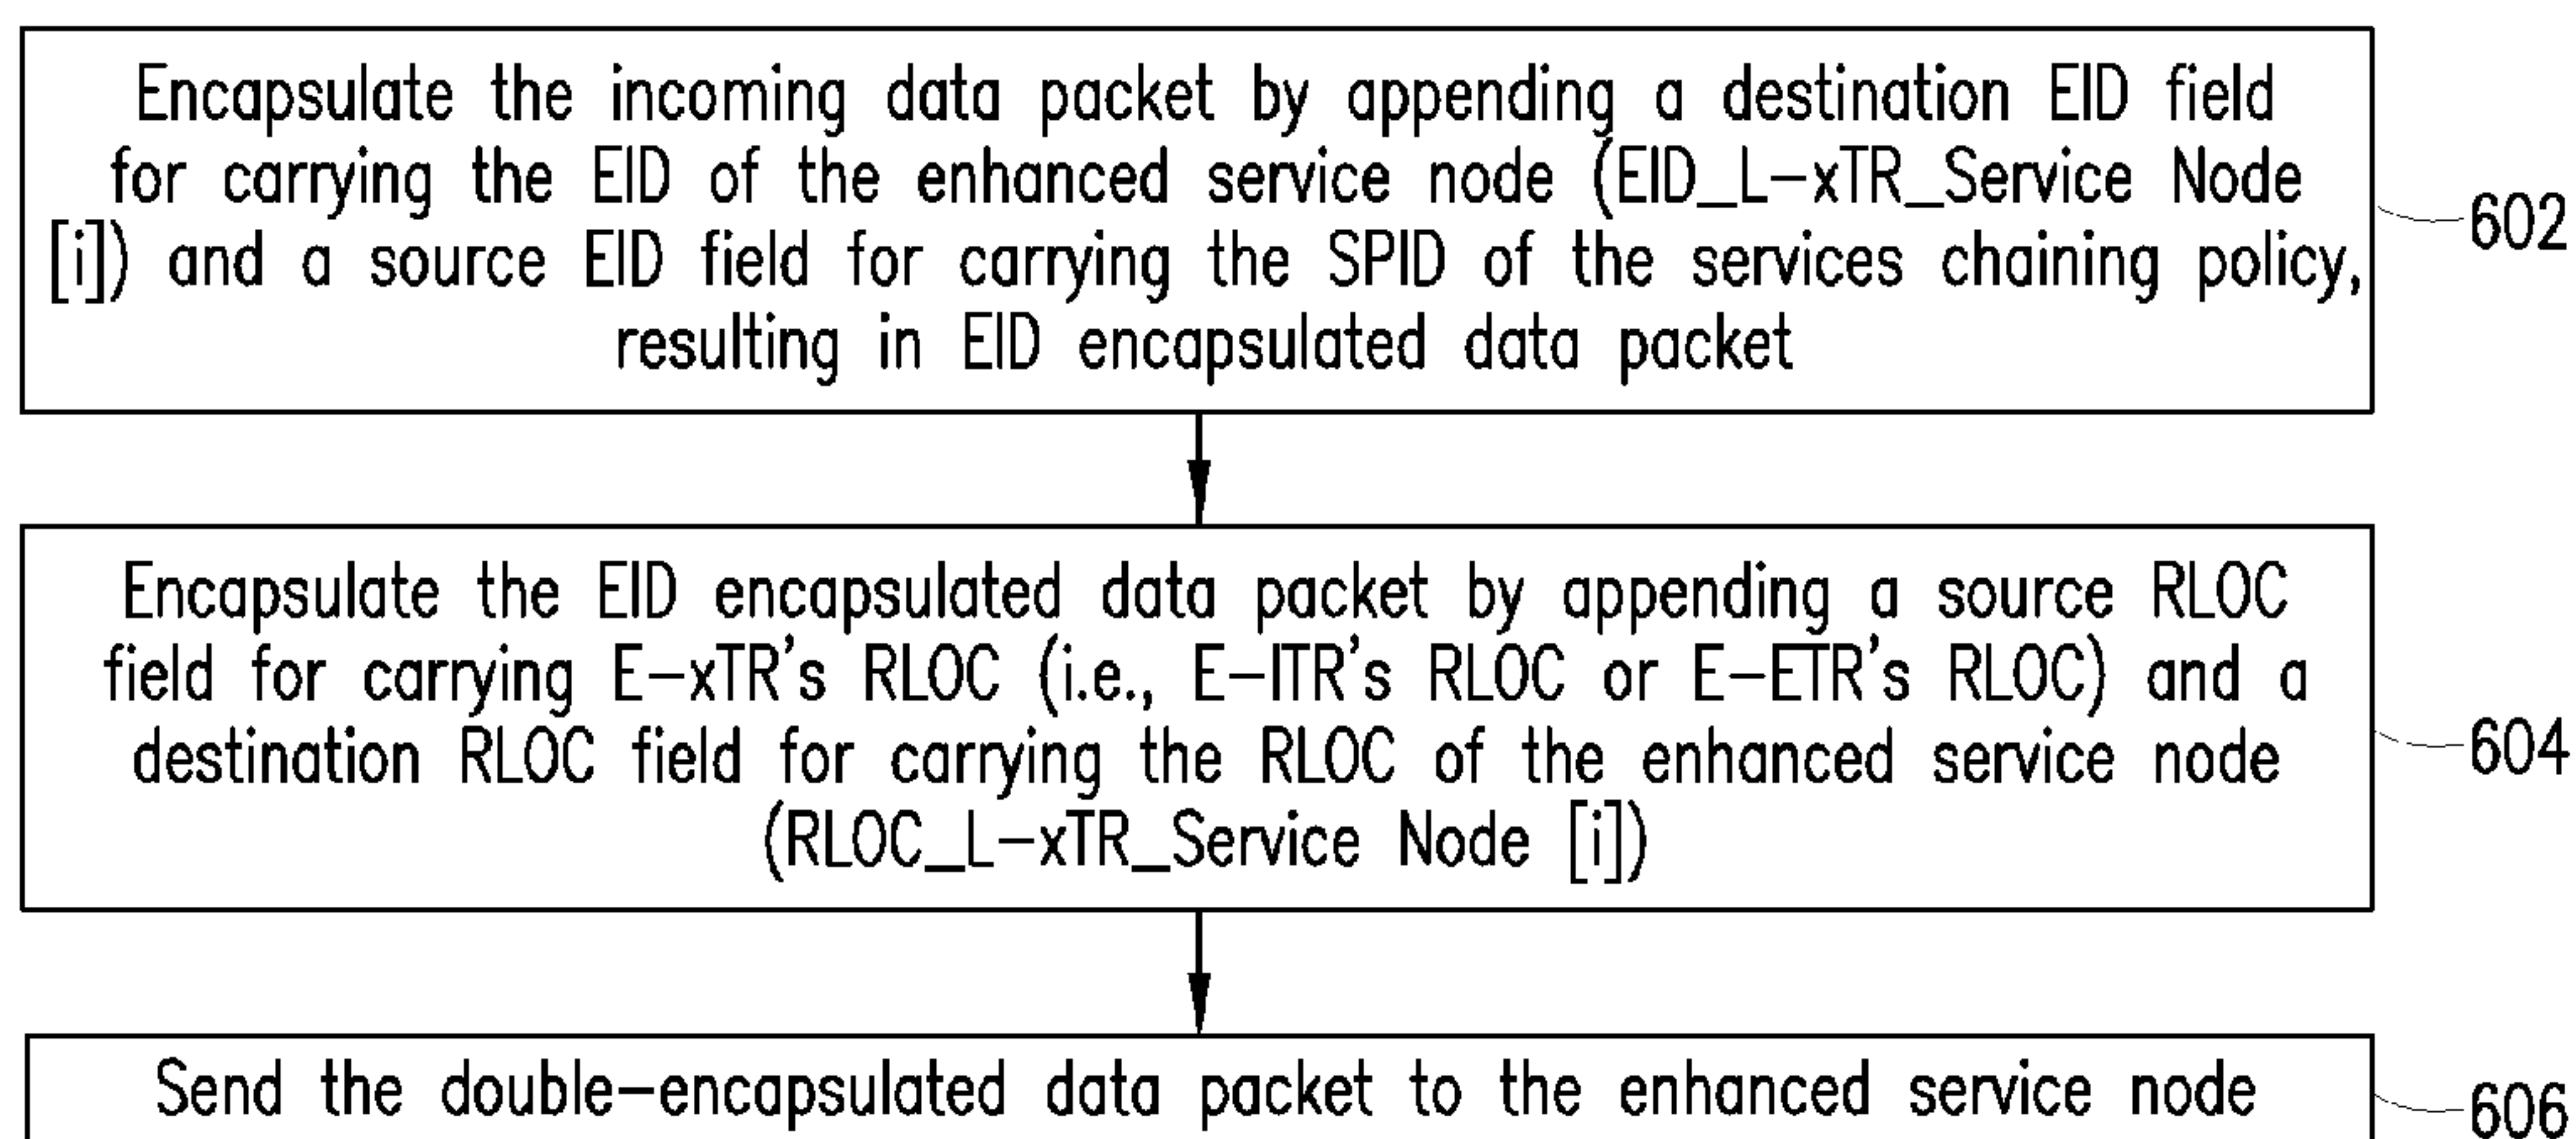 Encapsulate the incoming data packet by appending a destination EID field
for carrying the EID of the enhanced service node (EID_L-xTR_Service Node
[i]) and a source EID field for carrying the SPID of the services chaining policy,
resulting in EID encapsulated data packet
602
Encapsulate the EID encapsulated data packet by appending a source RLOC
field for carrying E-xTR's RLOC (i.e., E-ITR's RLOC or E-ETR's RLOC) and a
destination RLOC field for carrying the RLOC of the enhanced service node
(RLOC_L-xTR_Service Node [i])
604
Send the double-encapsulated data packet to the enhanced service node
606